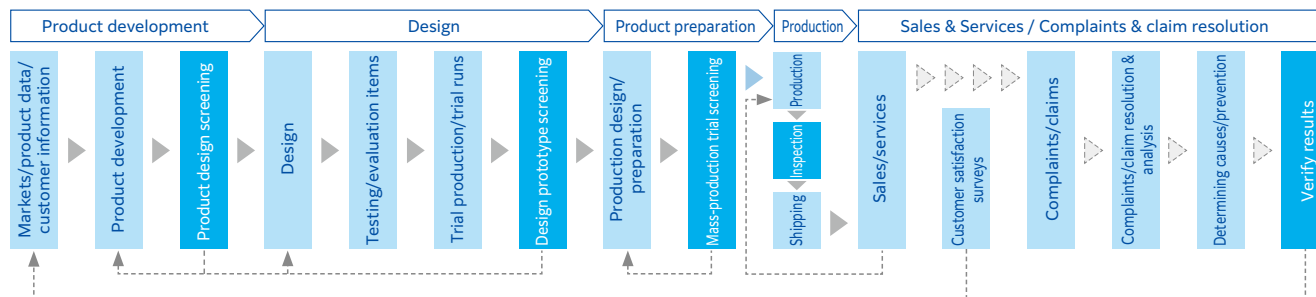 Product development
Design
Product preparation
Production
Sales & Services / Complaints & claim resolution
Markets/product data/
customer information
Product development
Product design screening
Design
Testing/evaluation items
Trial production/trial runs
Design prototype screening
Production design/
preparation
Mass-production trial screening
Production
Inspection
Shipping
Sales/services
Customer satisfaction
surveys
Complaints/claims
Complaints/claim resolution &
analysis
Determining causes/prevention
Verify results